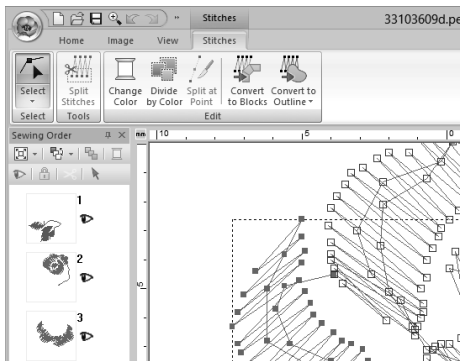 Stitches
33103609d.pe
Home Image View Stitches
Select
Split Stitches
Change Color
Divide by Color
Split at Point
Convert to Blocks
Convert to Outline
Select Tools Edit
Sewing Order
mm
10 5 0
1
2
5
3